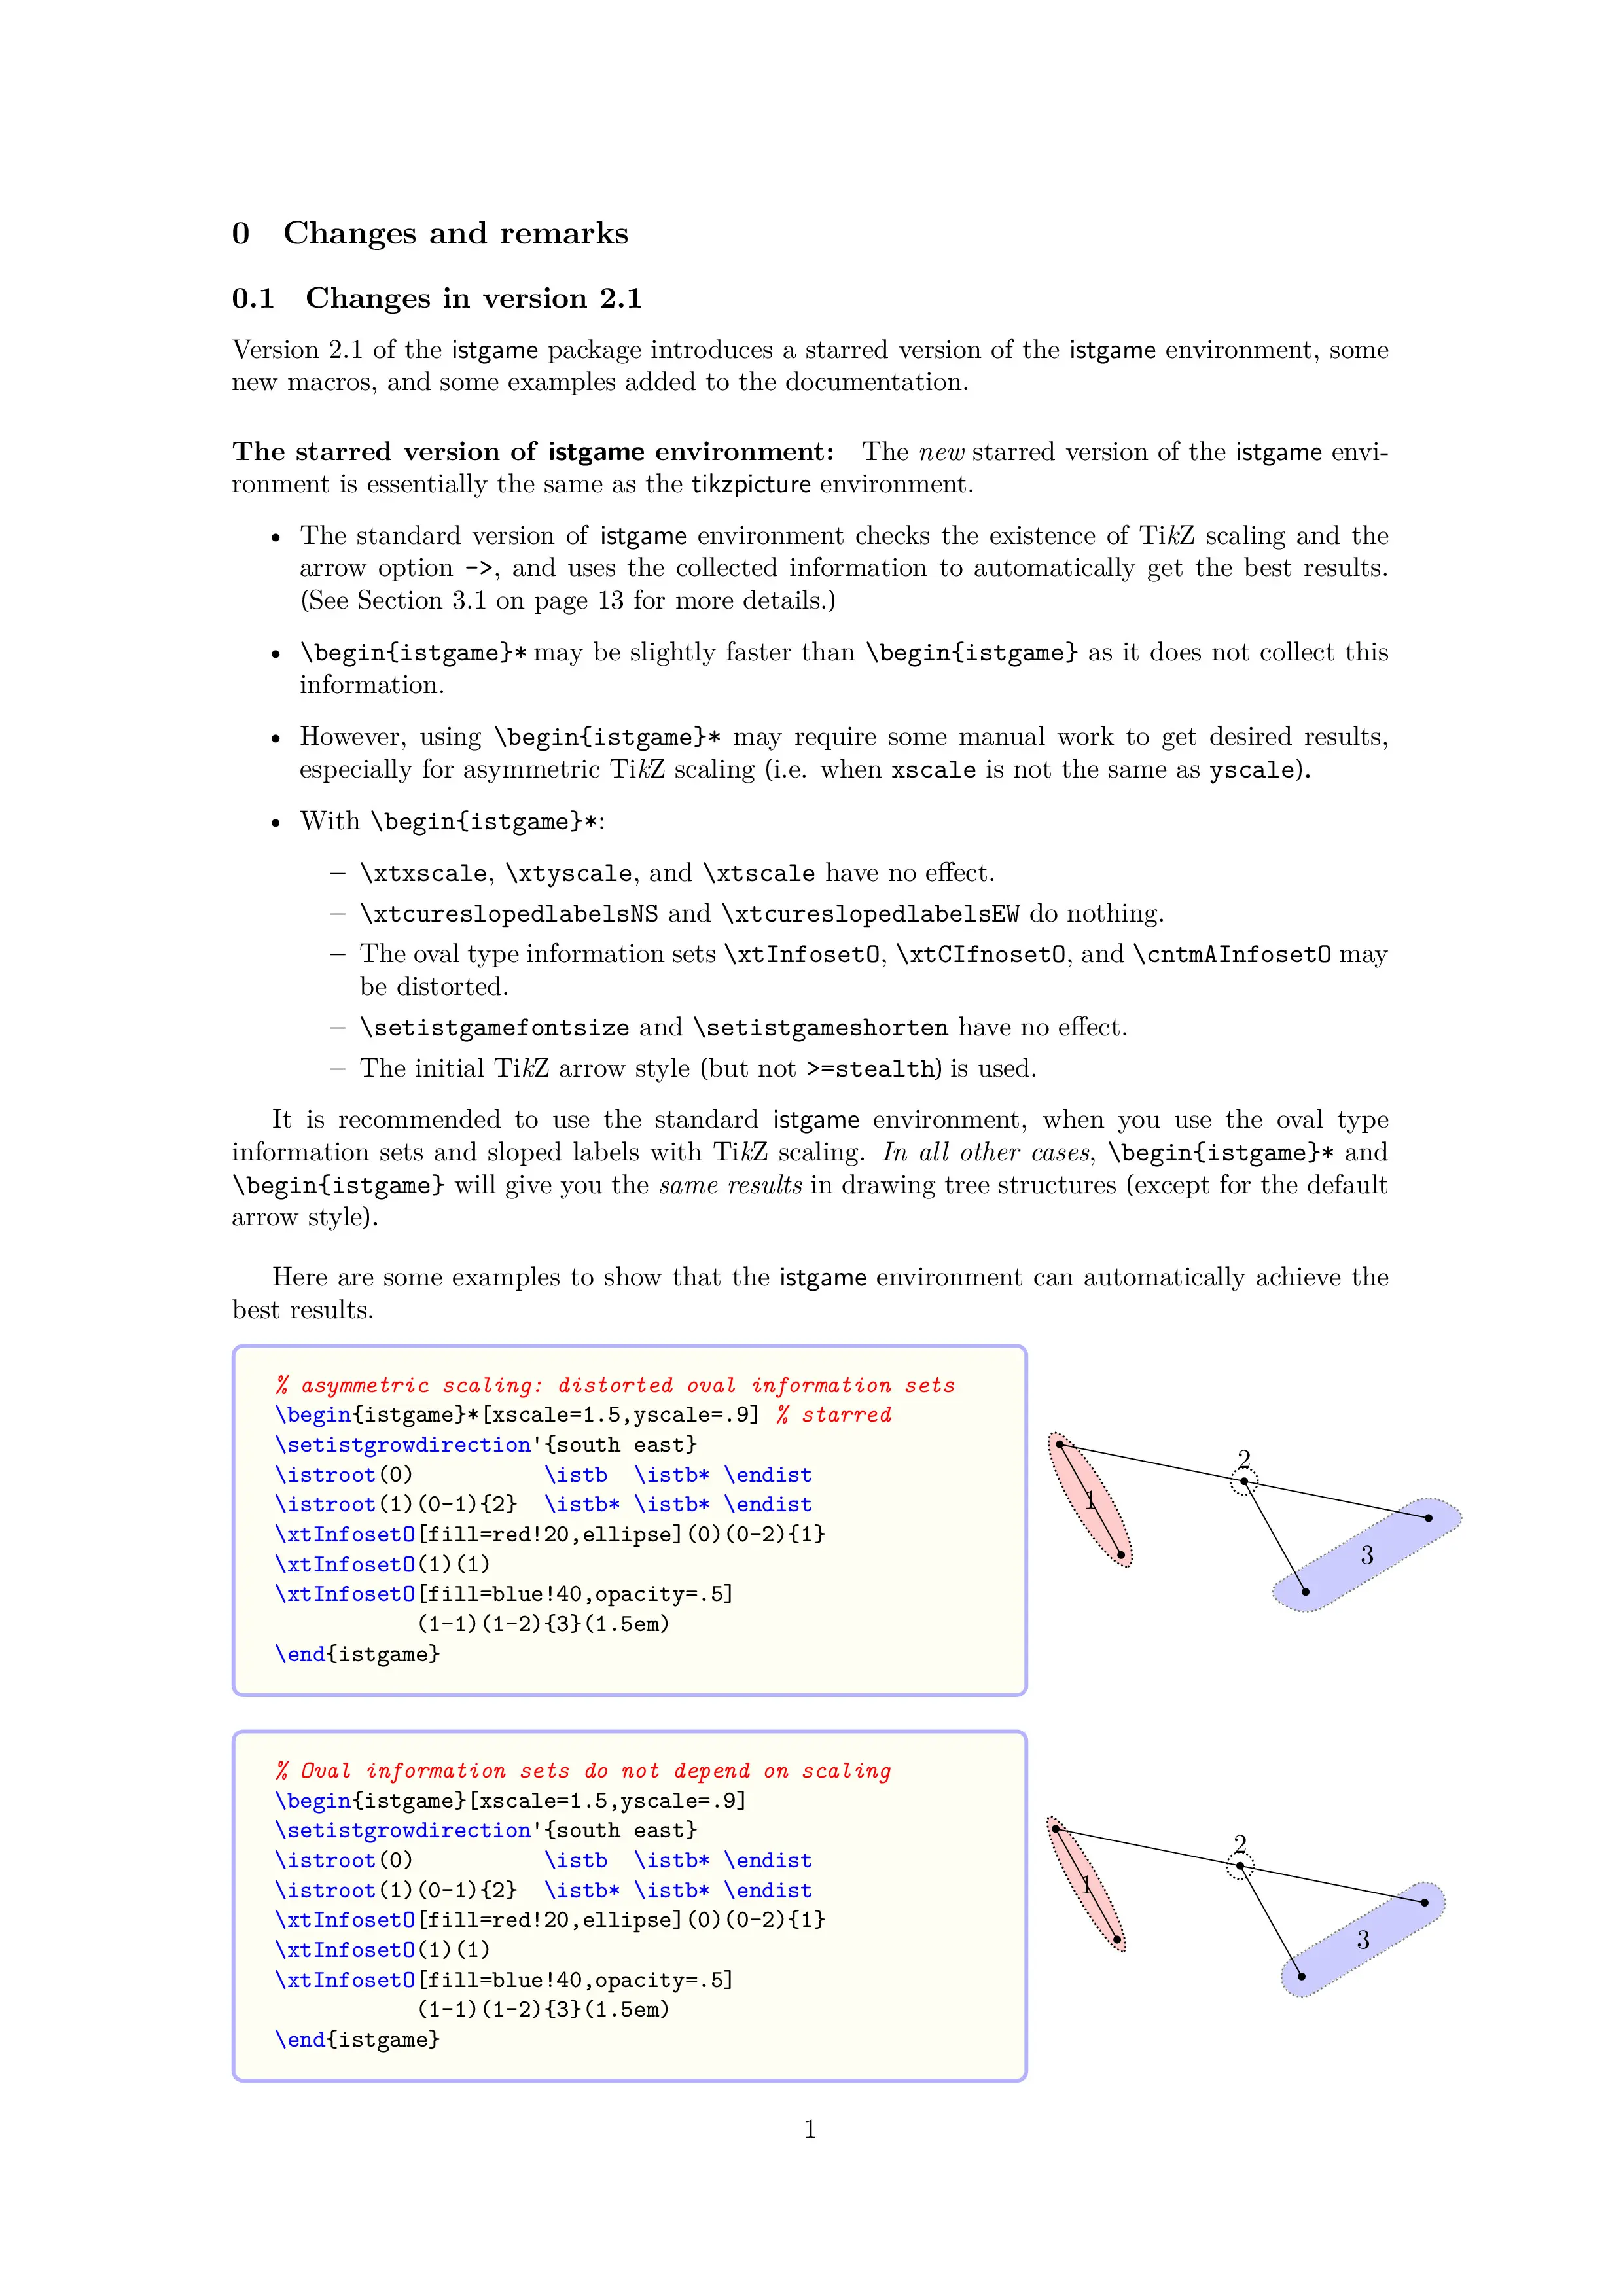 0 Changes and remarks
0.1 Changes in version 2.1
Version 2.1 of the istgame package introduces a starred version of the istgame environment, some
new macros, and some examples added to the documentation.
The starred version of istgame environment: The new starred version of the istgame envi-
ronment is essentially the same as the tikzpicture environment.
• The standard version of istgame environment checks the existence of TikZ scaling and the
arrow option ->, and uses the collected information to automatically get the best results.
(See Section 3.1 on page 13 for more details.)
• \begin{istgame}* may be slightly faster than \begin{istgame} as it does not collect this
information.
• However, using \begin{istgame}* may require some manual work to get desired results,
especially for asymmetric TikZ scaling (i.e. when xscale is not the same as yscale).
• With \begin{istgame}*:
– \xtxscale, \xtyscale, and \xtscale have no effect.
– \xtcureslopedlabelsNS and \xtcureslopedlabelsEW do nothing.
– The oval type information sets \xtInfosetO, \xtCIfnosetO, and \cntmAInfosetO may
be distorted.
– \setistgamefontsize and \setistgameshorten have no effect.
– The initial TikZ arrow style (but not >=stealth) is used.
It is recommended to use the standard istgame environment, when you use the oval type
information sets and sloped labels with TikZ scaling. In all other cases, \begin{istgame}* and
\begin{istgame} will give you the same results in drawing tree structures (except for the default
arrow style).
Here are some examples to show that the istgame environment can automatically achieve the
best results.
% asymmetric scaling: distorted oval information sets
\begin{istgame}*[xscale=1.5,yscale=.9] % starred
\setistgrowdirection'{south east}
\istroot(0) \istb \istb* \endist
\istroot(1)(0-1){2} \istb* \istb* \endist
\xtInfosetO[fill=red!20,ellipse](0)(0-2){1}
\xtInfosetO(1)(1)
\xtInfosetO[fill=blue!40,opacity=.5]
(1-1)(1-2){3}(1.5em)
\end{istgame}
2
1
3
% Oval information sets do not depend on scaling
\begin{istgame}[xscale=1.5,yscale=.9]
\setistgrowdirection'{south east}
\istroot(0) \istb \istb* \endist
\istroot(1)(0-1){2} \istb* \istb* \endist
\xtInfosetO[fill=red!20,ellipse](0)(0-2){1}
\xtInfosetO(1)(1)
\xtInfosetO[fill=blue!40,opacity=.5]
(1-1)(1-2){3}(1.5em)
\end{istgame}
2
1
3
1